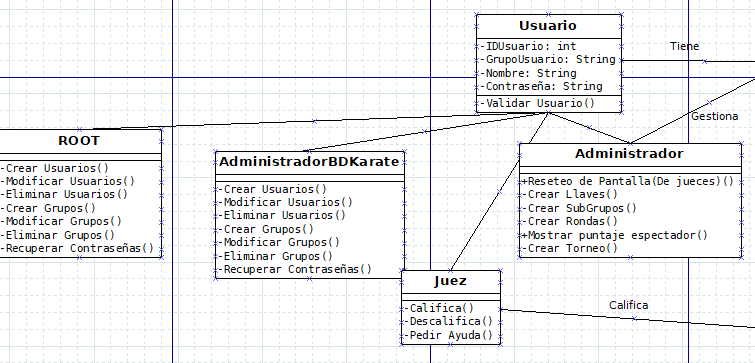 Usuario
-IDUsuario: int
-GrupoUsuario: String
-Nombre: String
-Contraseña: String
-Validar Usuario()
Tiene
Gestiona
ROOT
-Crear Usuarios()
-Modificar Usuarios()
-Eliminar Usuarios()
-Crear Grupos()
-Modificar Grupos()
-Eliminar Grupos()
-Recuperar Contraseñas()
AdministradorBDKarate
-Crear Usuarios()
-Modificar Usuarios()
-Eliminar Usuarios()
-Crear Grupos()
-Modificar Grupos()
-Eliminar Grupos()
-Recuperar Contraseñas()
Administrador
+Reseteo de Pantalla(De jueces)()
-Crear Llaves()
-Crear SubGrupos()
-Crear Rondas()
+Mostrar puntaje espectador()
-Crear Torneo()
Juez
-Califica()
-Descalifica()
-Pedir Ayuda()
Califica